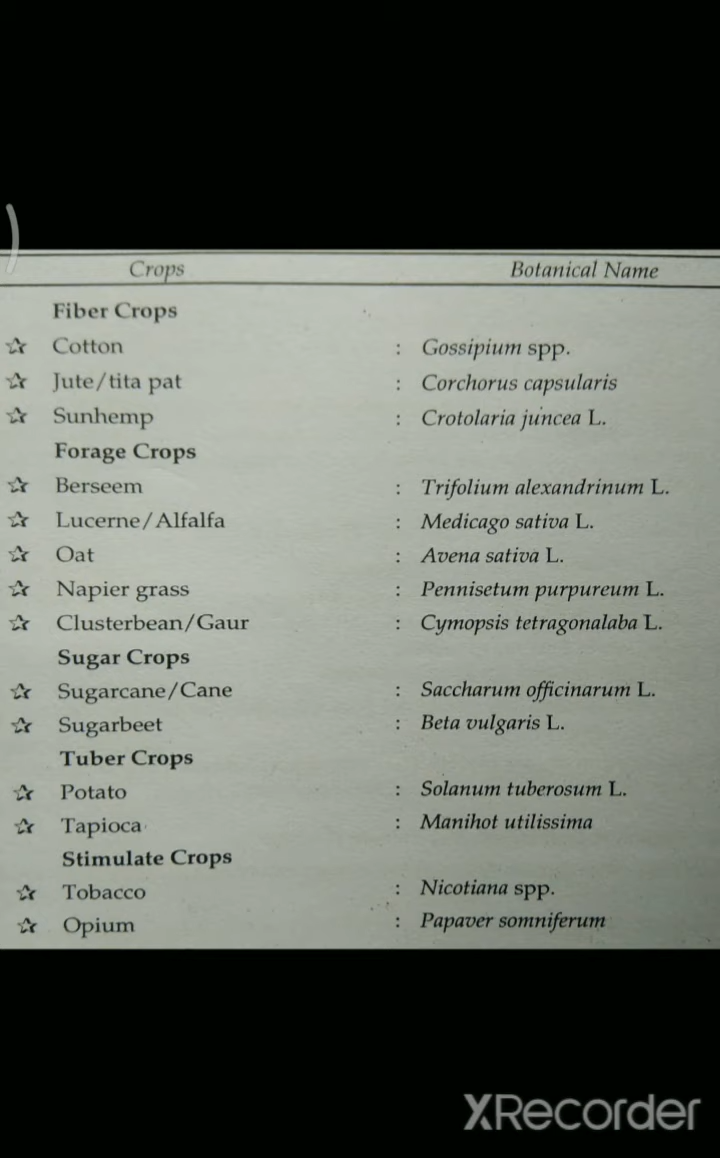 Crops Botanical Name
Fiber Crops
☆ Cotton : Gossipium spp.
☆ Jute/tita pat : Corchorus capsularis
☆ Sunhemp : Crotolaria juncea L.
Forage Crops
☆ Berseem : Trifolium alexandrinum L.
☆ Lucerne/Alfalfa : Medicago sativa L.
☆ Oat : Avena sativa L.
☆ Napier grass : Pennisetum purpureum L.
☆ Clusterbean/Gaur : Cymopsis tetragonalaba L.
Sugar Crops
☆ Sugarcane/Cane : Saccharum officinarum L.
☆ Sugarbeet : Beta vulgaris L.
Tuber Crops
☆ Potato : Solanum tuberosum L.
☆ Tapioca : Manihot utilissima
Stimulate Crops
☆ Tobacco : Nicotiana spp.
☆ Opium : Papaver somniferum
XRecorder